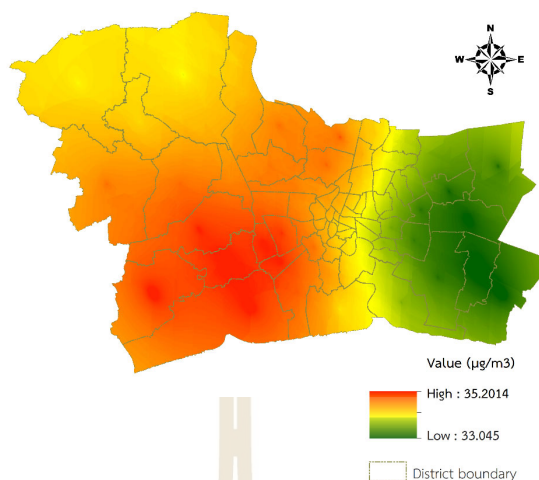 N
W E
S
Value (µg/m3)
High : 35.2014
Low : 33.045
District boundary